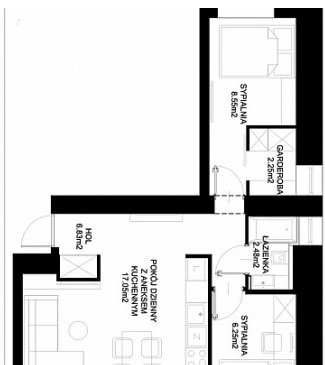 SYPIALNIA
8.55m2
GARDEROBA
2.25m2
HOL
6.83m2
POKÓJ DZIENNY
Z ANEKSEM
KUCHENNYM
17.05m2
ŁAZIENKA
2.48m2
SYPIALNIA
6.25m2